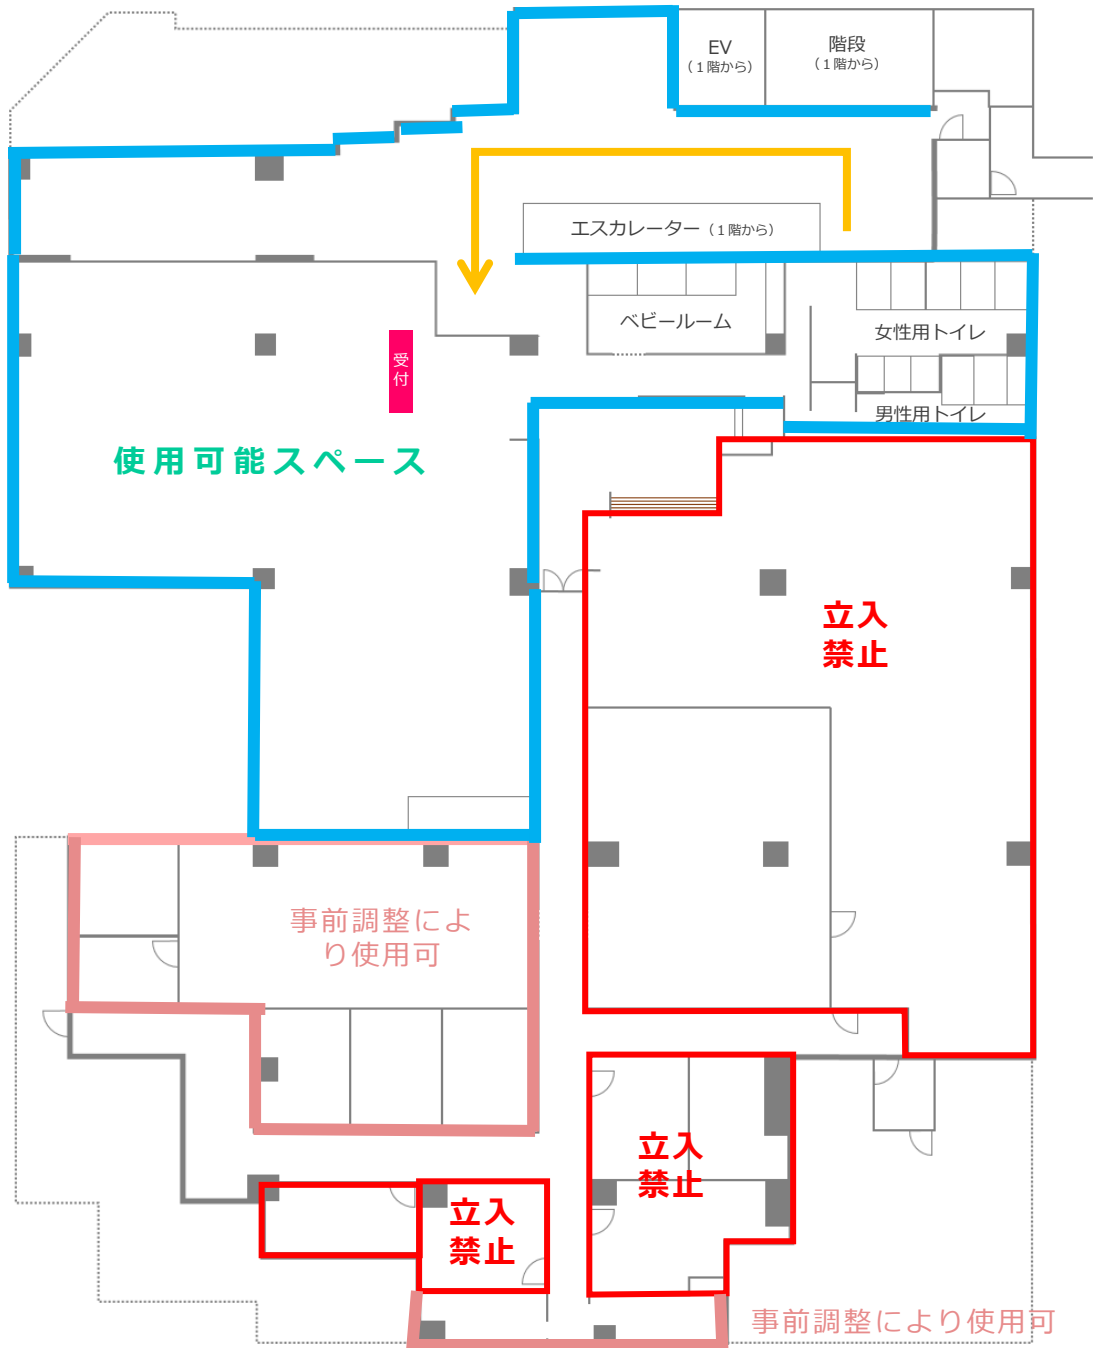 EV
（１階から）
階段
（１階から）
エスカレーター（１階から）
ベビールーム
女性用トイレ
男性用トイレ
受
付
使用可能スペース
立入
禁止
事前調整によ
り使用可
立入
禁止
立入
禁止
事前調整により使用可